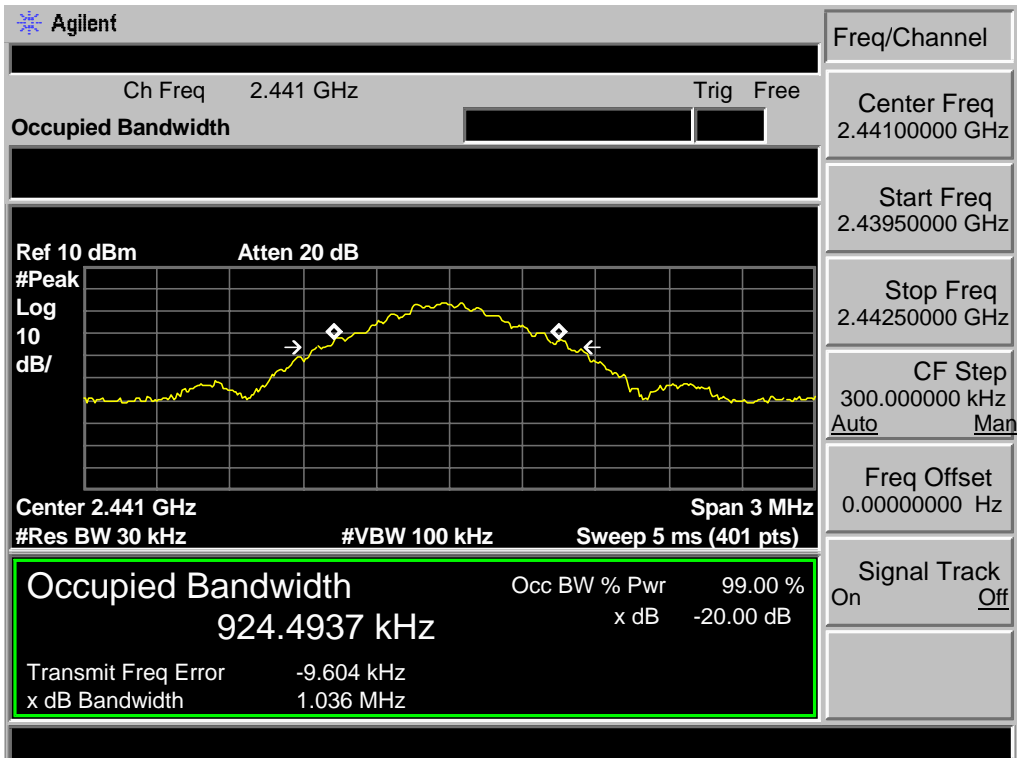 Agilent
Ch Freq 2.441 GHz Trig Free
Occupied Bandwidth
Ref 10 dBm Atten 20 dB
#Peak
Log
10
dB/
Center 2.441 GHz Span 3 MHz
#Res BW 30 kHz #VBW 100 kHz Sweep 5 ms (401 pts)
Occupied Bandwidth
924.4937 kHz
Occ BW % Pwr 99.00 %
x dB -20.00 dB
Transmit Freq Error -9.604 kHz
x dB Bandwidth 1.036 MHz
Freq/Channel
Center Freq
2.44100000 GHz
Start Freq
2.43950000 GHz
Stop Freq
2.44250000 GHz
CF Step
300.000000 kHz
Auto Man
Freq Offset
0.00000000 Hz
Signal Track
On Off